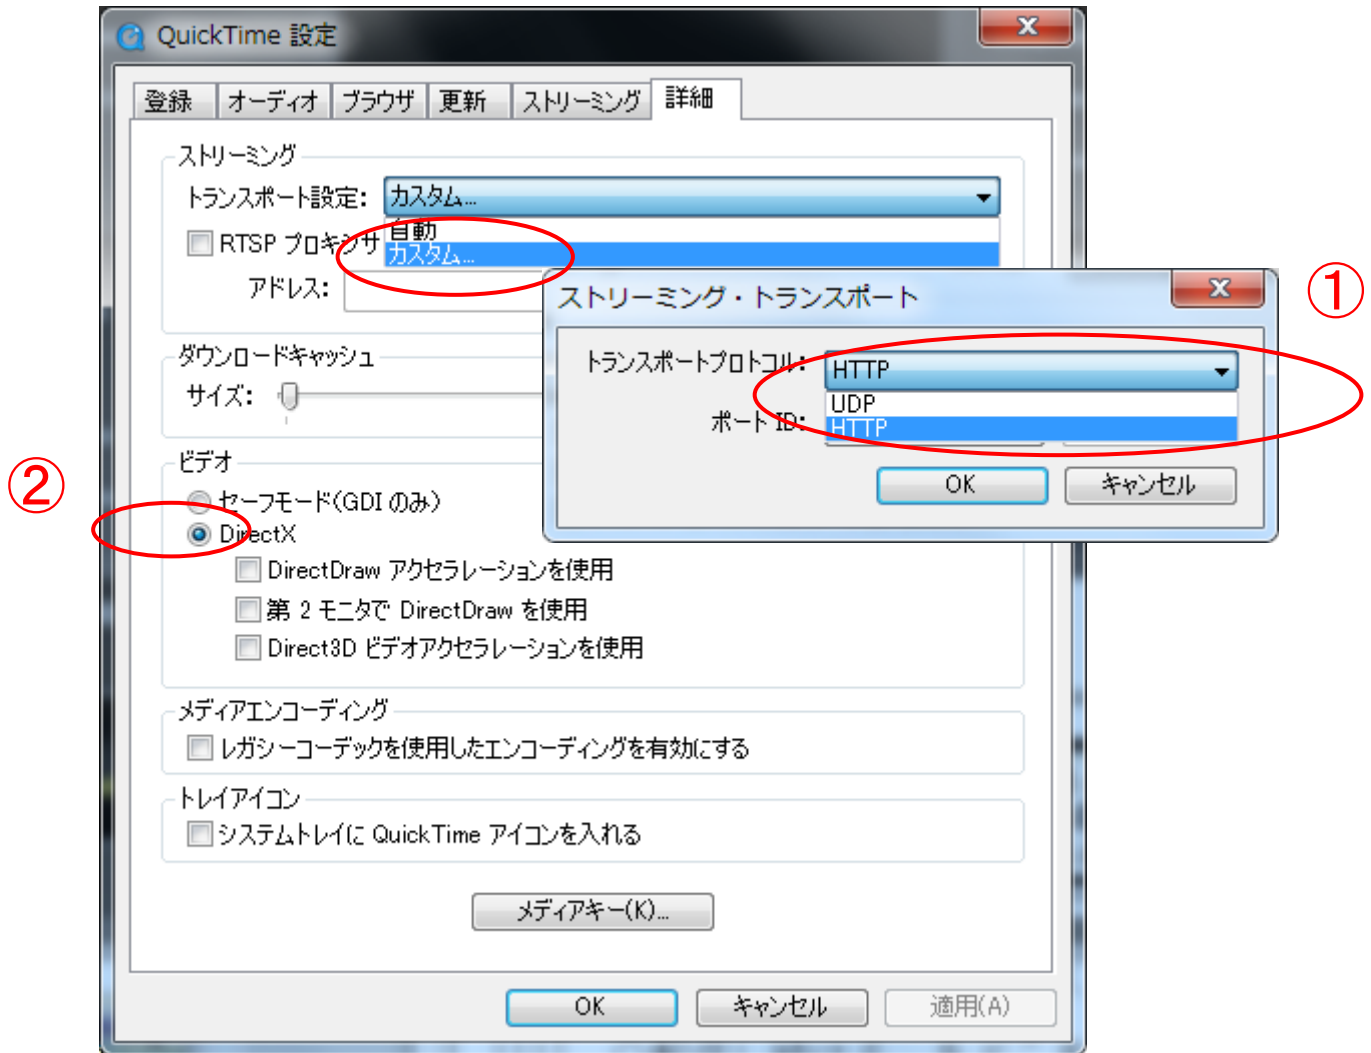 QuickTime 設定
登録 オーディオ ブラウザ 更新 ストリーミング 詳細
ストリーミング
トランスポート設定: カスタム...
自動
カスタム...
RTSP プロキシサ
アドレス:
①
ストリーミング・トランスポート
トランスポートプロトコル: HTTP
UDP
HTTP
ポート ID:
OK キャンセル
ダウンロードキャッシュ
サイズ:
②
ビデオ
セーフモード(GDI のみ)
DirectX
DirectDraw アクセラレーションを使用
第 2 モニタで DirectDraw を使用
Direct3D ビデオアクセラレーションを使用
メディアエンコーディング
レガシーコーデックを使用したエンコーディングを有効にする
トレイアイコン
システムトレイに QuickTime アイコンを入れる
メディアキー(K)...
OK キャンセル 適用(A)